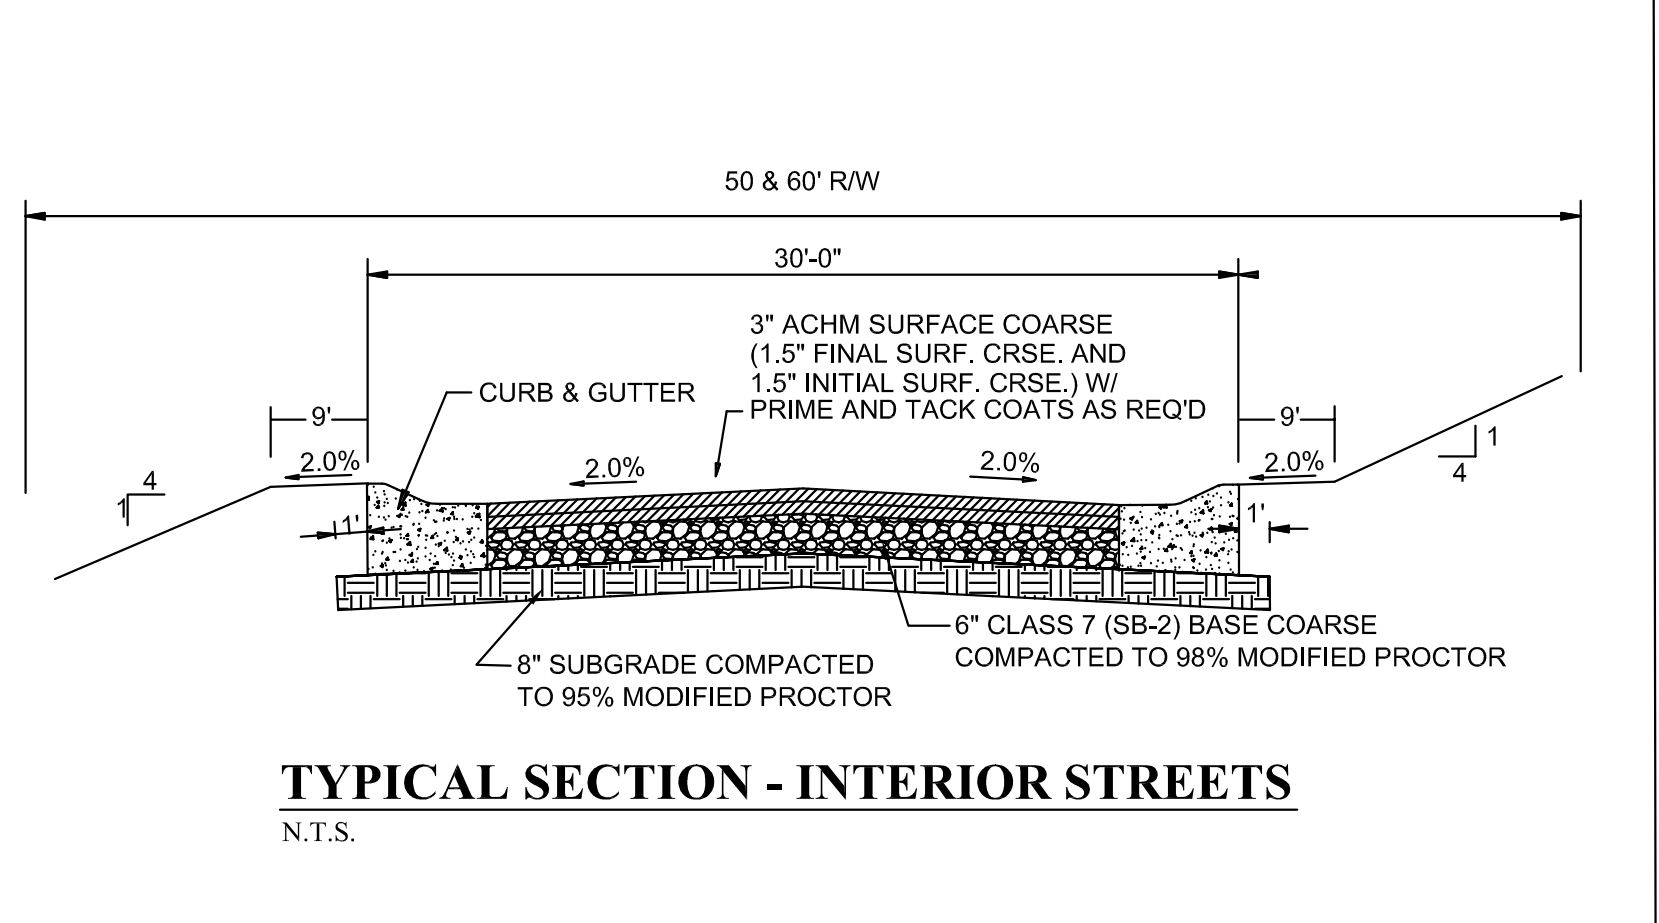 50 & 60' R/W
30'-0"
3" ACHM SURFACE COARSE
(1.5" FINAL SURF. CRSE. AND
1.5" INITIAL SURF. CRSE.) W/
PRIME AND TACK COATS AS REQ'D
CURB & GUTTER
9'
9'
2.0%
2.0%
2.0%
2.0%
4
1
1
4
1'
1'
6" CLASS 7 (SB-2) BASE COARSE
COMPACTED TO 98% MODIFIED PROCTOR
8" SUBGRADE COMPACTED
TO 95% MODIFIED PROCTOR
TYPICAL SECTION - INTERIOR STREETS
N.T.S.